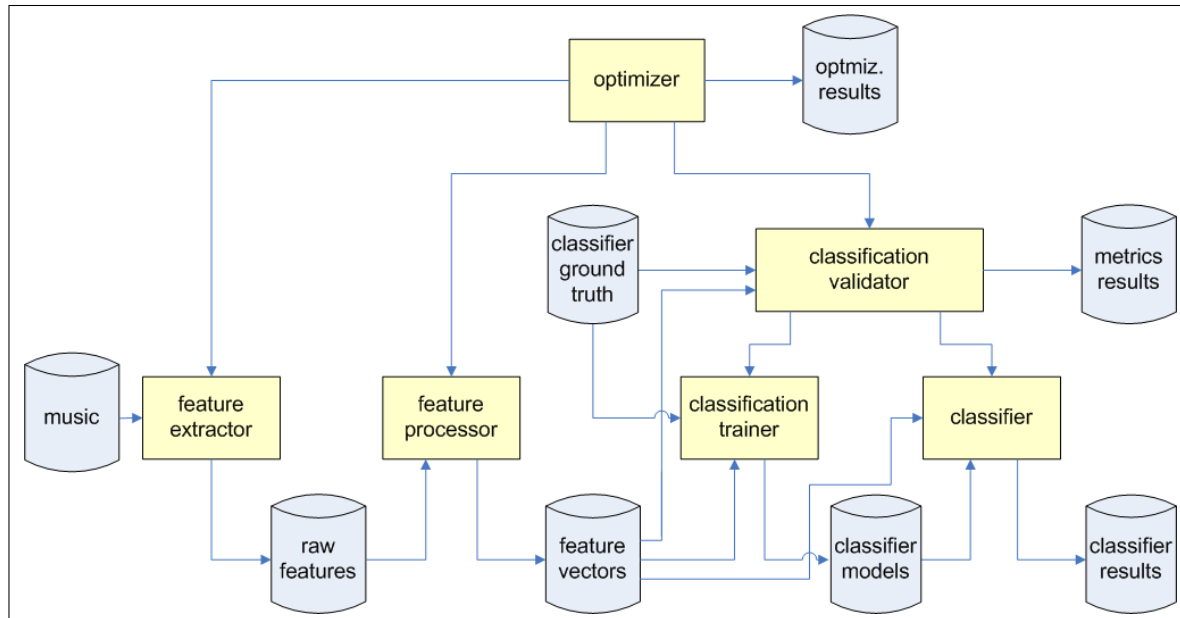 optimizer
optmiz.
results
classifier
ground
truth
classification
validator
metrics
results
music
feature
extractor
feature
processor
classification
trainer
classifier
raw
features
feature
vectors
classifier
models
classifier
results